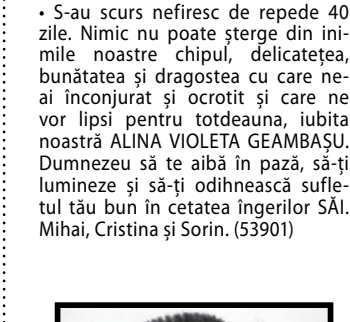 • S-au scurs nefiresc de repede 40
zile. Nimic nu poate șterge din ini-
mile noastre chipul, delicatețea,
bunătatea și dragostea cu care ne-
ai înconjurat și ocrotit și care ne
vor lipsi pentru totdeauna, iubita
noastră ALINA VIOLETA GEAMBAȘU.
Dumnezeu să te aibă în pază, să-ți
lumineze și să-ți odihnească sufle-
tul tău bun în cetatea îngerilor SĂI.
Mihai, Cristina și Sorin. (53901)